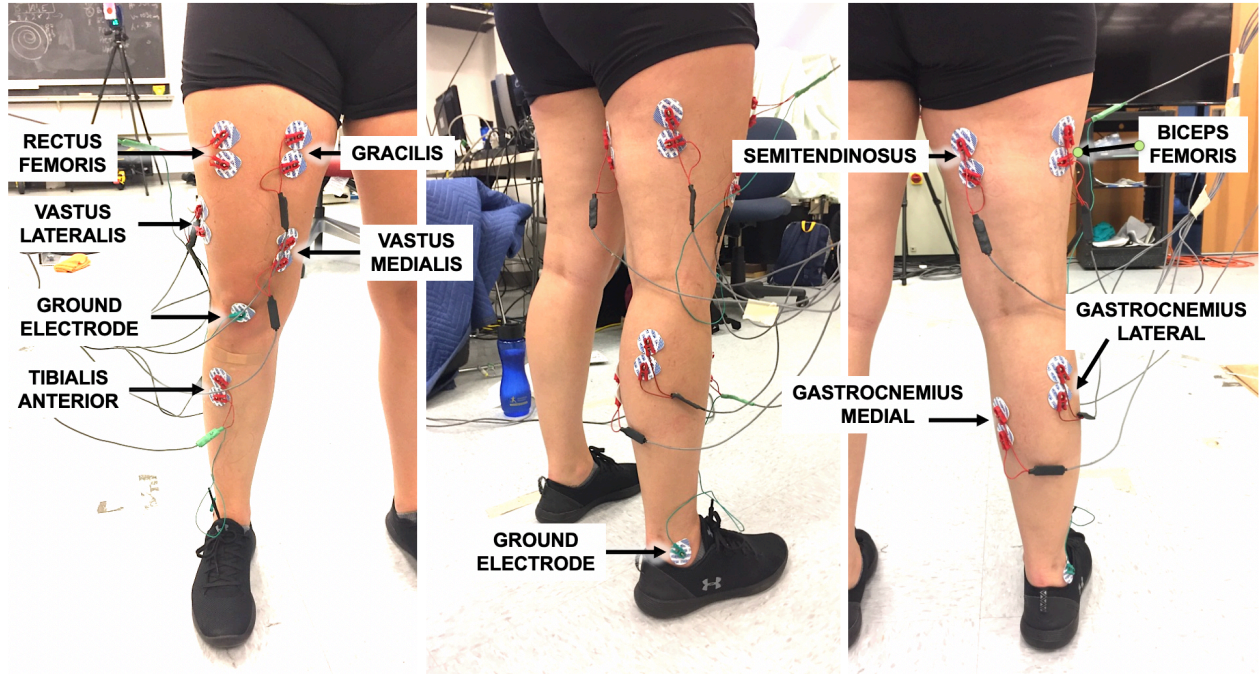 RECTUS
FEMORIS
GRACILIS
VASTUS
LATERALIS
VASTUS
MEDIALIS
GROUND
ELECTRODE
TIBIALIS
ANTERIOR
GROUND
ELECTRODE
SEMITENDINOSUS
BICEPS
FEMORIS
GASTROCNEMIUS
LATERAL
GASTROCNEMIUS
MEDIAL